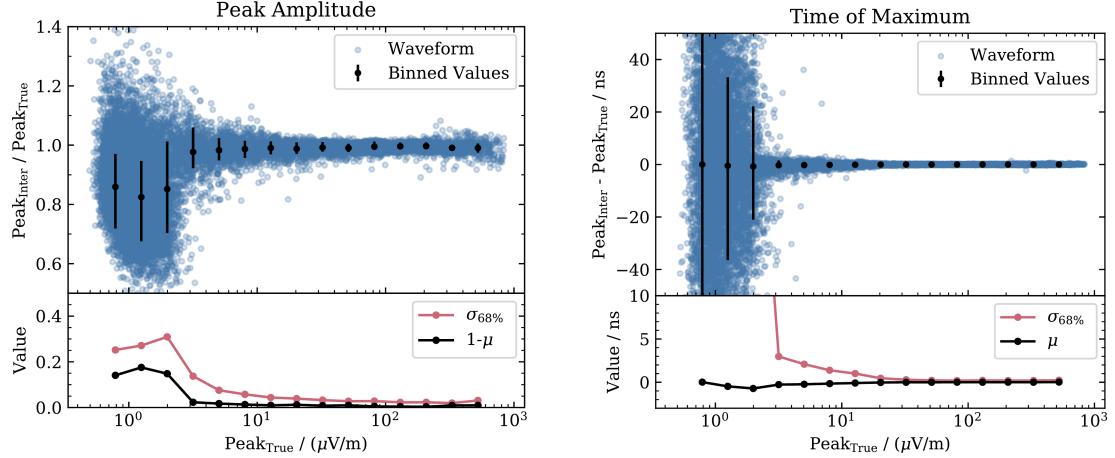 Peak Amplitude
1.4
1.2
1.0
0.8
0.6
Peak_Inter / Peak_True
Waveform
Binned Values
0.4
0.2
0.0
Value
σ_68%
1-μ
10^0
10^1
10^2
10^3
Peak_True / (μV/m)
Time of Maximum
40
20
0
−20
−40
Peak_Inter - Peak_True / ns
Waveform
Binned Values
10
5
0
Value / ns
σ_68%
μ
10^0
10^1
10^2
10^3
Peak_True / (μV/m)